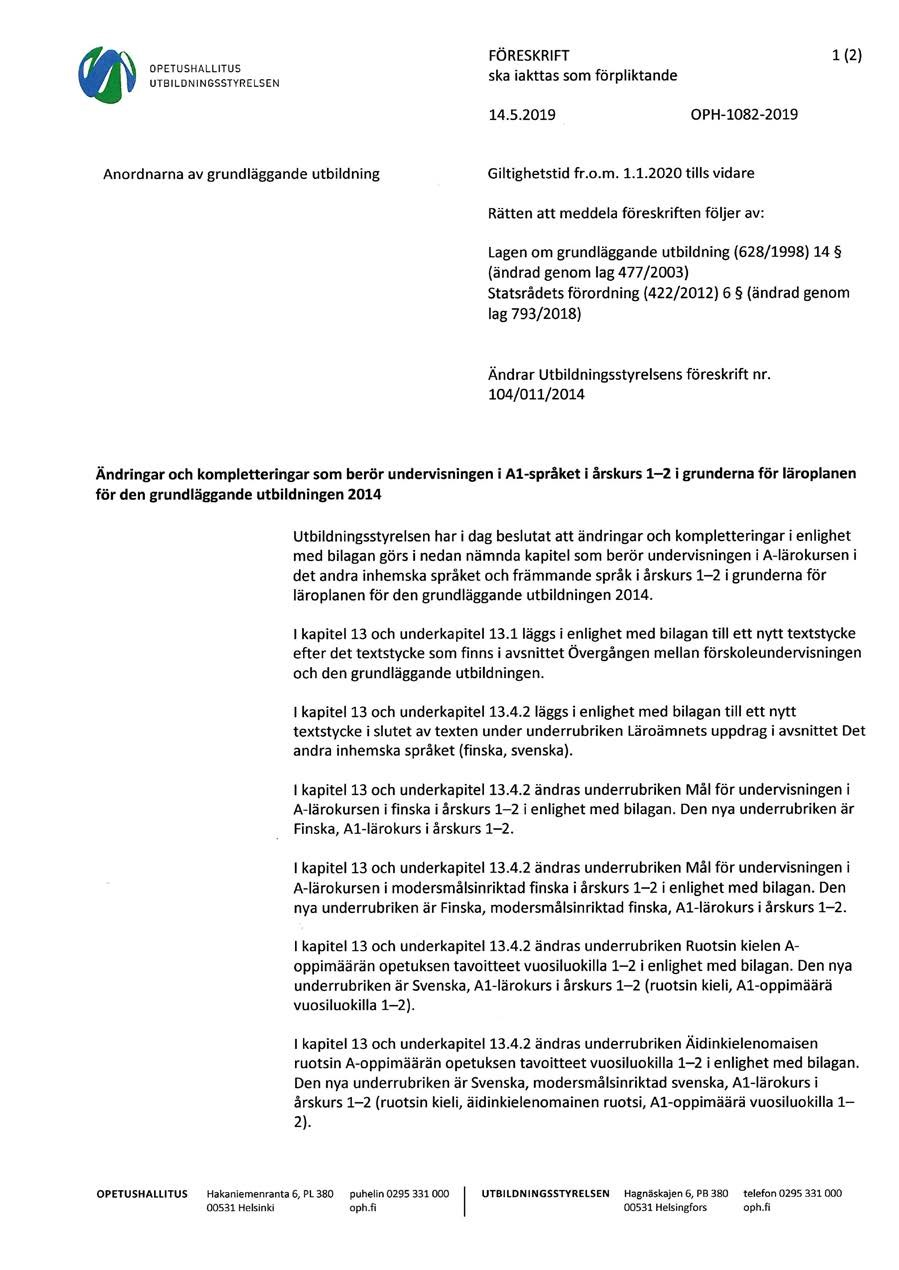 OPETUSHALLITUS
UTBILDNINGSSTYRELSEN
FÖRESKRIFT
ska iakttas som förpliktande
1 (2)
14.5.2019 OPH-1082-2019
Anordnarna av grundläggande utbildning
Giltighetstid fr.o.m. 1.1.2020 tills vidare
Rätten att meddela föreskriften följer av:
Lagen om grundläggande utbildning (628/1998) 14 §
(ändrad genom lag 477/2003)
Statsrådets förordning (422/2012) 6 § (ändrad genom
lag 793/2018)
Ändrar Utbildningsstyrelsens föreskrift nr.
104/011/2014
Ändringar och kompletteringar som berör undervisningen i A1-språket i årskurs 1–2 i grunderna för läroplanen
för den grundläggande utbildningen 2014
Utbildningsstyrelsen har i dag beslutat att ändringar och kompletteringar i enlighet
med bilagan görs i nedan nämnda kapitel som berör undervisningen i A-lärokursen i
det andra inhemska språket och främmande språk i årskurs 1–2 i grunderna för
läroplanen för den grundläggande utbildningen 2014.
I kapitel 13 och underkapitel 13.1 läggs i enlighet med bilagan till ett nytt textstycke
efter det textstycke som finns i avsnittet Övergången mellan förskoleundervisningen
och den grundläggande utbildningen.
I kapitel 13 och underkapitel 13.4.2 läggs i enlighet med bilagan till ett nytt
textstycke i slutet av texten under underrubriken Läroämnets uppdrag i avsnittet Det
andra inhemska språket (finska, svenska).
I kapitel 13 och underkapitel 13.4.2 ändras underrubriken Mål för undervisningen i
A-lärokursen i finska i årskurs 1–2 i enlighet med bilagan. Den nya underrubriken är
Finska, A1-lärokurs i årskurs 1–2.
I kapitel 13 och underkapitel 13.4.2 ändras underrubriken Mål för undervisningen i
A-lärokursen i modersmålsinriktad finska i årskurs 1–2 i enlighet med bilagan. Den
nya underrubriken är Finska, modersmålsinriktad finska, A1-lärokurs i årskurs 1–2.
I kapitel 13 och underkapitel 13.4.2 ändras underrubriken Ruotsin kielen A-
oppimäärän opetuksen tavoitteet vuosiluokilla 1–2 i enlighet med bilagan. Den nya
underrubriken är Svenska, A1-lärokurs i årskurs 1–2 (ruotsin kieli, A1-oppimäärä
vuosiluokilla 1–2).
I kapitel 13 och underkapitel 13.4.2 ändras underrubriken Äidinkielenomaisen
ruotsin A-oppimäärän opetuksen tavoitteet vuosiluokilla 1–2 i enlighet med bilagan.
Den nya underrubriken är Svenska, modersmålsinriktad svenska, A1-lärokurs i
årskurs 1–2 (ruotsin kieli, äidinkielenomainen ruotsi, A1-oppimäärä vuosiluokilla 1–
2).
OPETUSHALLITUS Hakaniemenranta 6, PL 380 puhelin 0295 331 000 UTBILDNINGSSTYRELSEN Hagnäskajen 6, PB 380 telefon 0295 331 000
00531 Helsinki oph.fi 00531 Helsingfors oph.fi